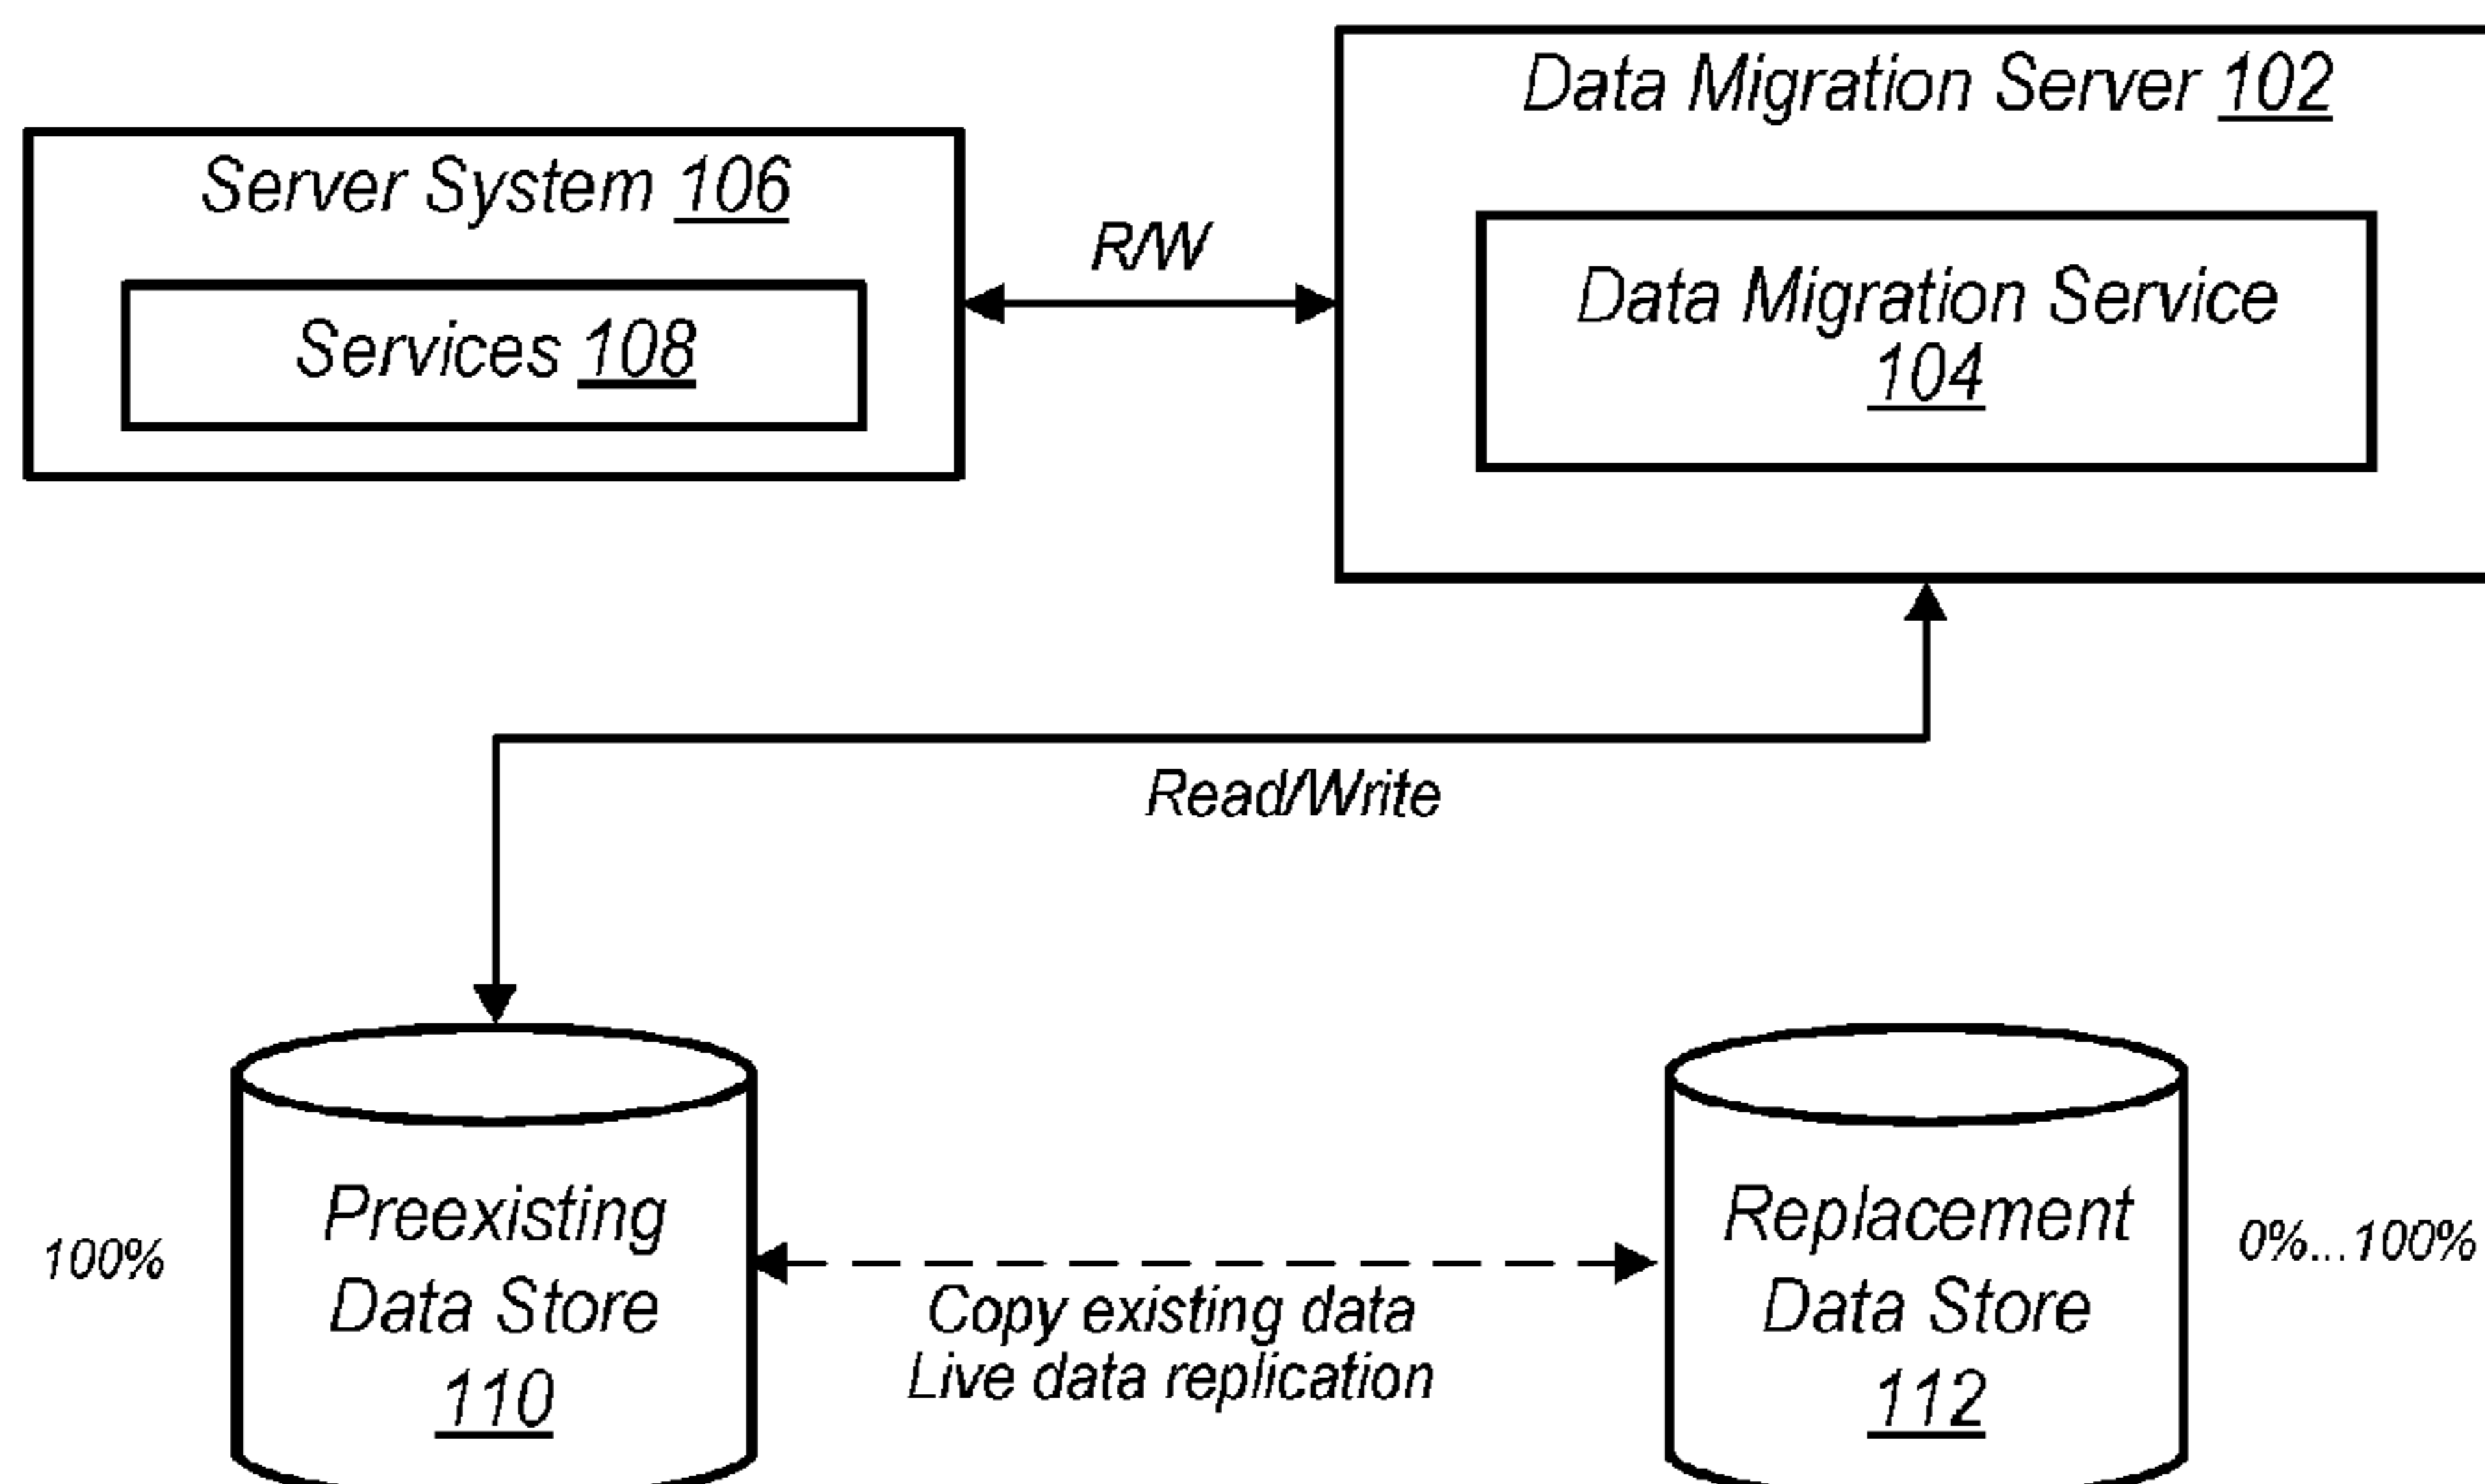 Data Migration Server 102
Server System 106
R/W
Services 108
Data Migration Service
104
Read/Write
Preexisting
Data Store
110
100%
Copy existing data
Live data replication
Replacement
Data Store
112
0%...100%